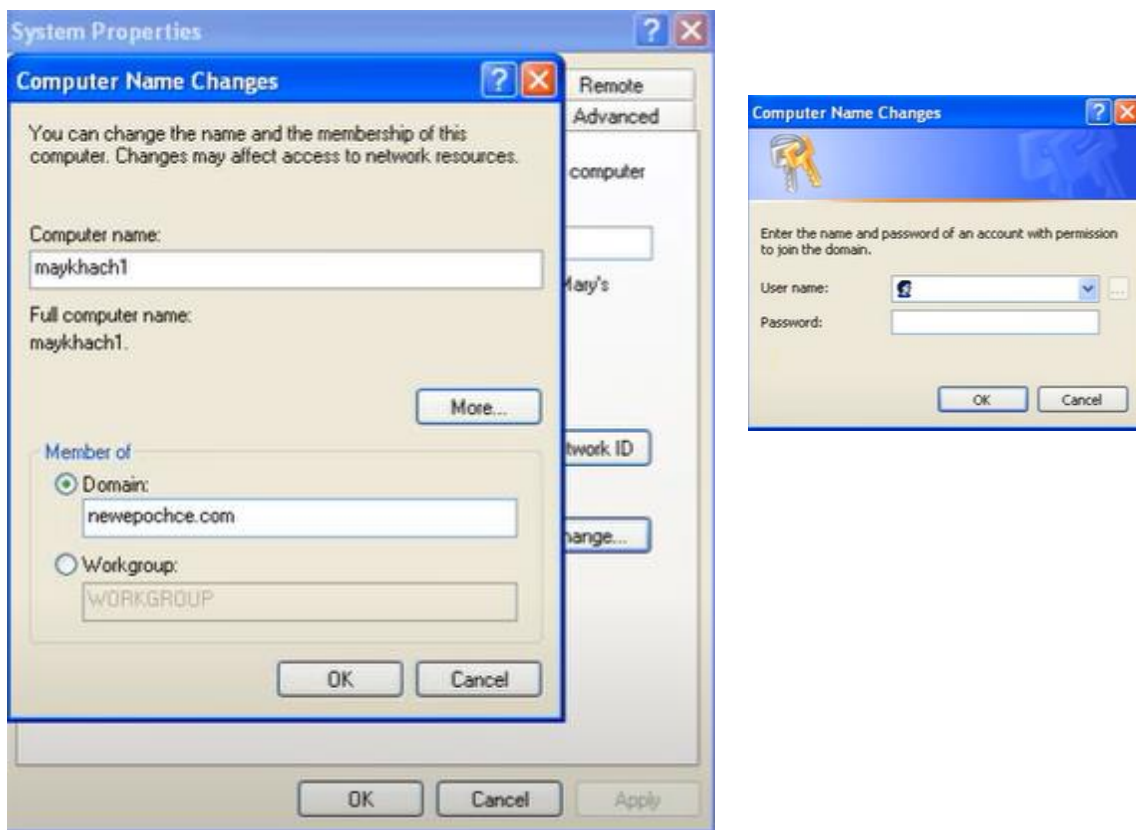 System Properties
Computer Name Changes
Remote
Advanced
You can change the name and the membership of this
computer. Changes may affect access to network resources.
computer
Computer name:
maykhach1
Mary's
Full computer name:
maykhach1.
More...
Member of
Domain:
newepochce.com
Workgroup:
WORKGROUP
ID
OK
Cancel
OK
Cancel
Apply
Computer Name Changes
Enter the name and password of an account with permission
to join the domain.
User name:
...
Password:
OK
Cancel